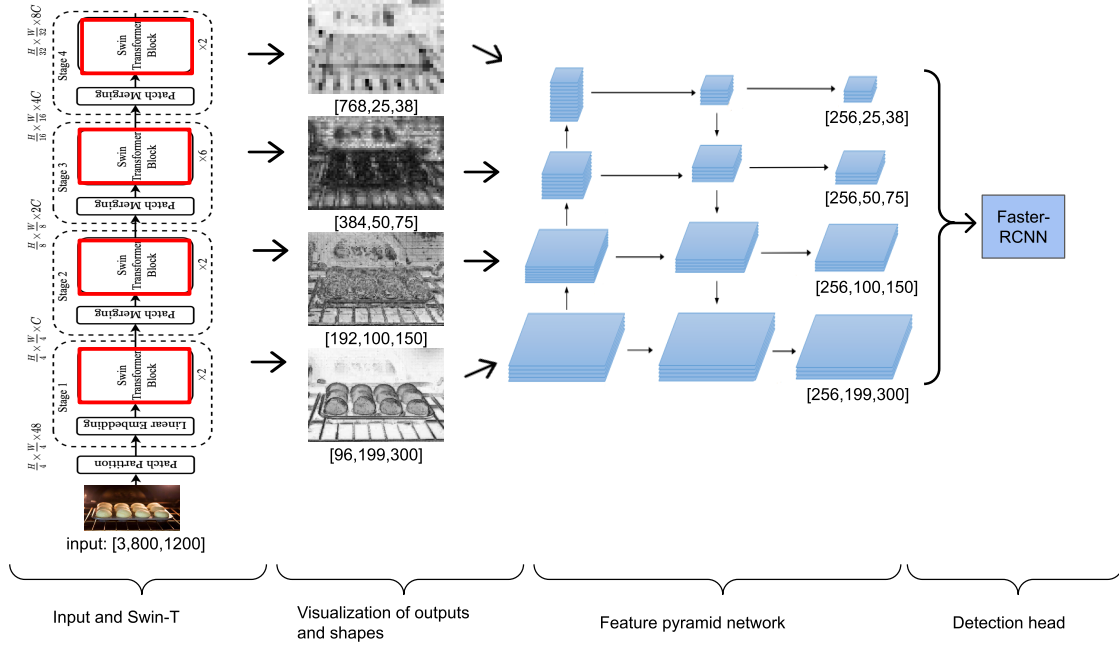 H/32 × W/32 × 8C
Stage 4
Swin
Transformer
Block
×2
Patch Merging
[768,25,38]
[256,25,38]
H/16 × W/16 × 4C
Stage 3
Swin
Transformer
Block
×6
Patch Merging
[384,50,75]
[256,50,75]
Faster-
RCNN
H/8 × W/8 × 2C
Stage 2
Swin
Transformer
Block
×2
Patch Merging
[192,100,150]
[256,100,150]
H/4 × W/4 × C
Stage 1
Swin
Transformer
Block
×2
Linear Embedding
[96,199,300]
[256,199,300]
H/4 × W/4 × 48
Patch Partition
input: [3,800,1200]
Input and Swin-T
Visualization of outputs
and shapes
Feature pyramid network
Detection head